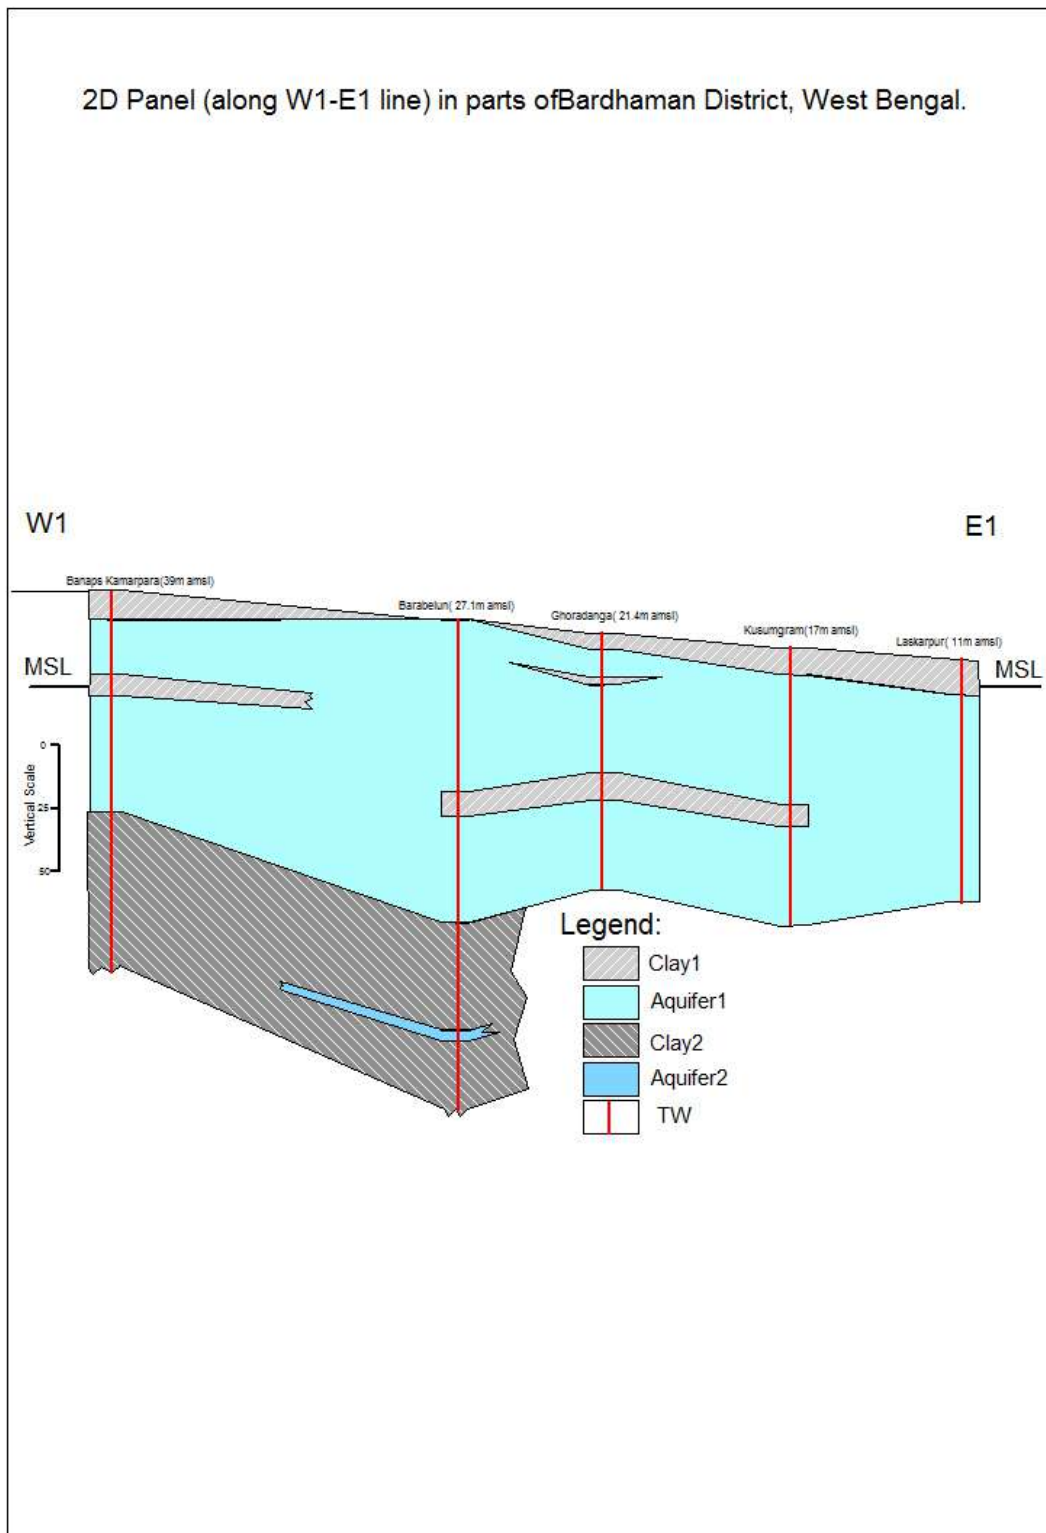 2D Panel (along W1-E1 line) in parts ofBardhaman District, West Bengal.
W1
E1
Banaps Kamarpara(39m amsl)
Barabelun( 27.1m amsl)
Ghoradanga( 21.4m amsl)
Kusumgram(17m amsl)
Laskarpur( 11m amsl)
MSL
MSL
Vertical Scale
0
25
50
Legend:
Clay1
Aquifer1
Clay2
Aquifer2
TW